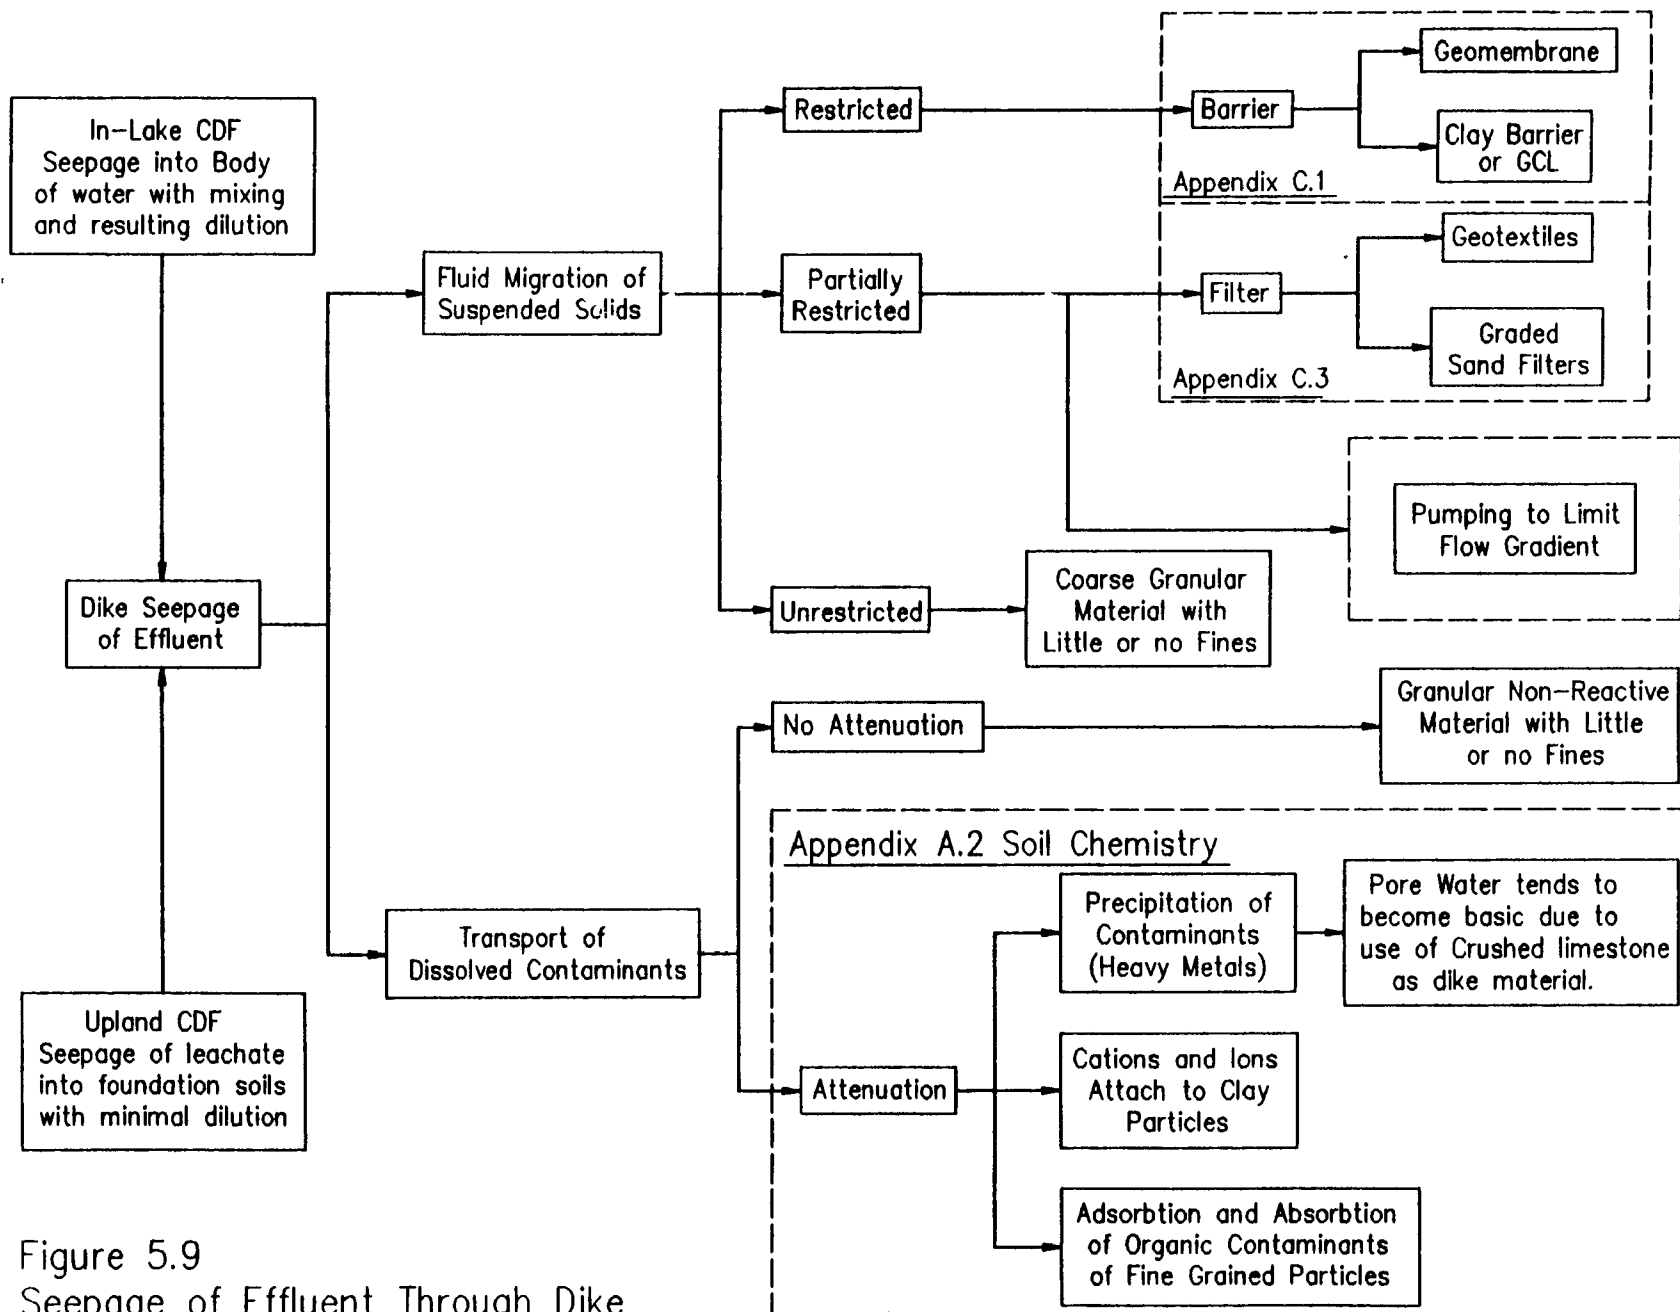 In-Lake CDF
Seepage into Body
of water with mixing
and resulting dilution
Dike Seepage
of Effluent
Upland CDF
Seepage of leachate
into foundation soils
with minimal dilution
Fluid Migration of
Suspended Solids
Transport of
Dissolved Contaminants
Restricted
Partially
Restricted
Unrestricted
Barrier
Geomembrane
Clay Barrier
or GCL
Appendix C.1
Filter
Geotextiles
Graded
Sand Filters
Appendix C.3
Pumping to Limit
Flow Gradient
Coarse Granular
Material with
Little or no Fines
No Attenuation
Granular Non-Reactive
Material with Little
or no Fines
Appendix A.2 Soil Chemistry
Attenuation
Precipitation of
Contaminants
(Heavy Metals)
Pore Water tends to
become basic due to
use of Crushed limestone
as dike material.
Cations and Ions
Attach to Clay
Particles
Adsorbtion and Absorbtion
of Organic Contaminants
of Fine Grained Particles
Figure 5.9
Seepage of Effluent Through Dike